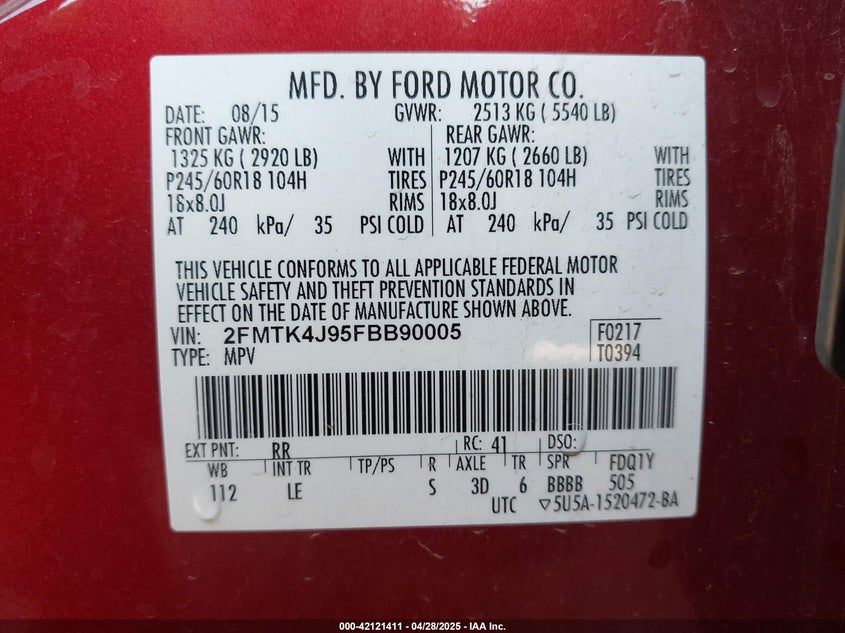 MFD. BY FORD MOTOR CO.
DATE: 08/15 GVWR: 2513 KG ( 5540 LB)
FRONT GAWR: REAR GAWR:
1325 KG ( 2920 LB) WITH 1207 KG ( 2660 LB) WITH
P245/60R18 104H TIRES P245/60R18 104H TIRES
18x8.0J RIMS 18x8.0J RIMS
AT 240 kPa/ 35 PSI COLD AT 240 kPa/ 35 PSI COLD
THIS VEHICLE CONFORMS TO ALL APPLICABLE FEDERAL MOTOR
VEHICLE SAFETY AND THEFT PREVENTION STANDARDS IN
EFFECT ON THE DATE OF MANUFACTURE SHOWN ABOVE.
VIN: 2FMTK4J95FBB90005 F0217
TYPE: MPV T0394
EXT PNT: RR RC: 41 DSO:
WB INT TR TP/PS R AXLE TR SPR FDQ1Y
112 LE S 3D 6 BBBB 505
UTC ▽5U5A-1520472-BA
000-42121411 - 04/28/2025 - IAA Inc.